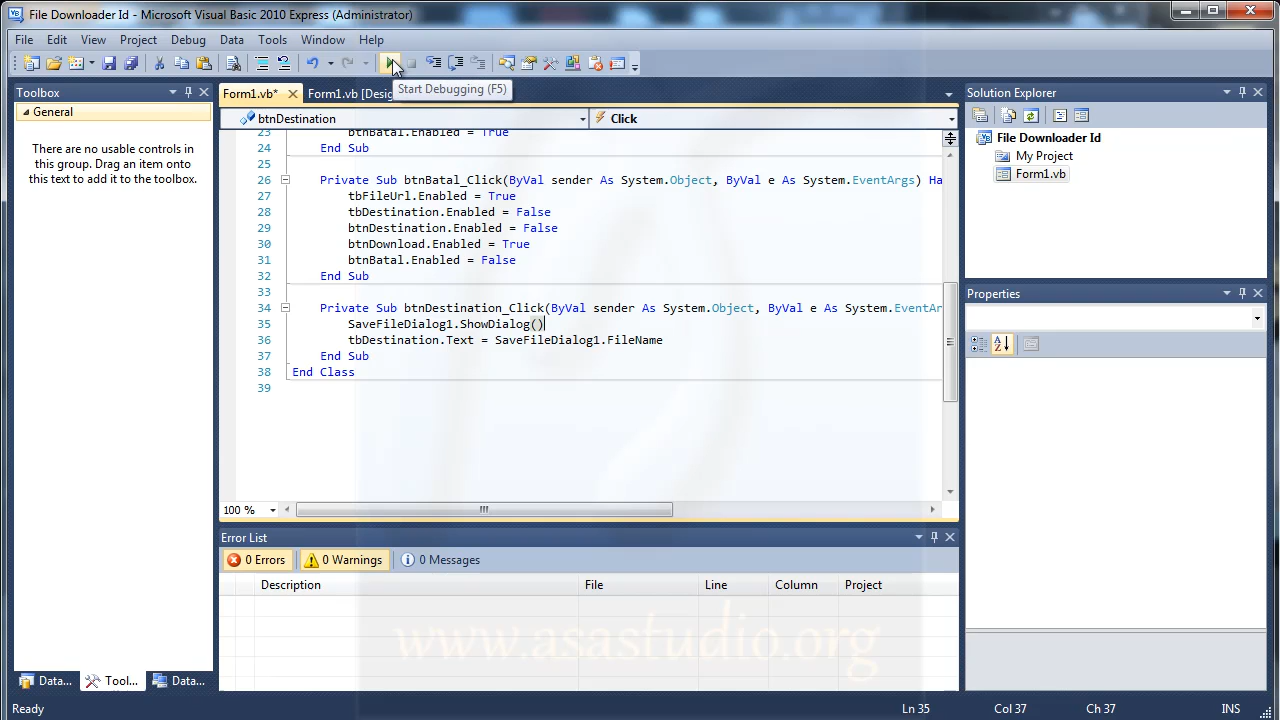 File Downloader Id - Microsoft Visual Basic 2010 Express (Administrator)
File Edit View Project Debug Data Tools Window Help
Start Debugging (F5)
Toolbox
General
There are no usable controls in
this group. Drag an item onto
this text to add it to the toolbox.
Data...
Tool...
Data...
Form1.vb*
Form1.vb [Desi
btnDestination
Click
23 btnBatal.Enabled = True
24 End Sub
25
26 Private Sub btnBatal_Click(ByVal sender As System.Object, ByVal e As System.EventArgs) Ha
27 tbFileUrl.Enabled = True
28 tbDestination.Enabled = False
29 btnDestination.Enabled = False
30 btnDownload.Enabled = True
31 btnBatal.Enabled = False
32 End Sub
33
34 Private Sub btnDestination_Click(ByVal sender As System.Object, ByVal e As System.EventAr
35 SaveFileDialog1.ShowDialog()
36 tbDestination.Text = SaveFileDialog1.FileName
37 End Sub
38 End Class
39
100 %
Error List
0 Errors 0 Warnings 0 Messages
Description File Line Column Project
www.asastudio.org
Solution Explorer
File Downloader Id
My Project
Form1.vb
Properties
Ready Ln 35 Col 37 Ch 37 INS